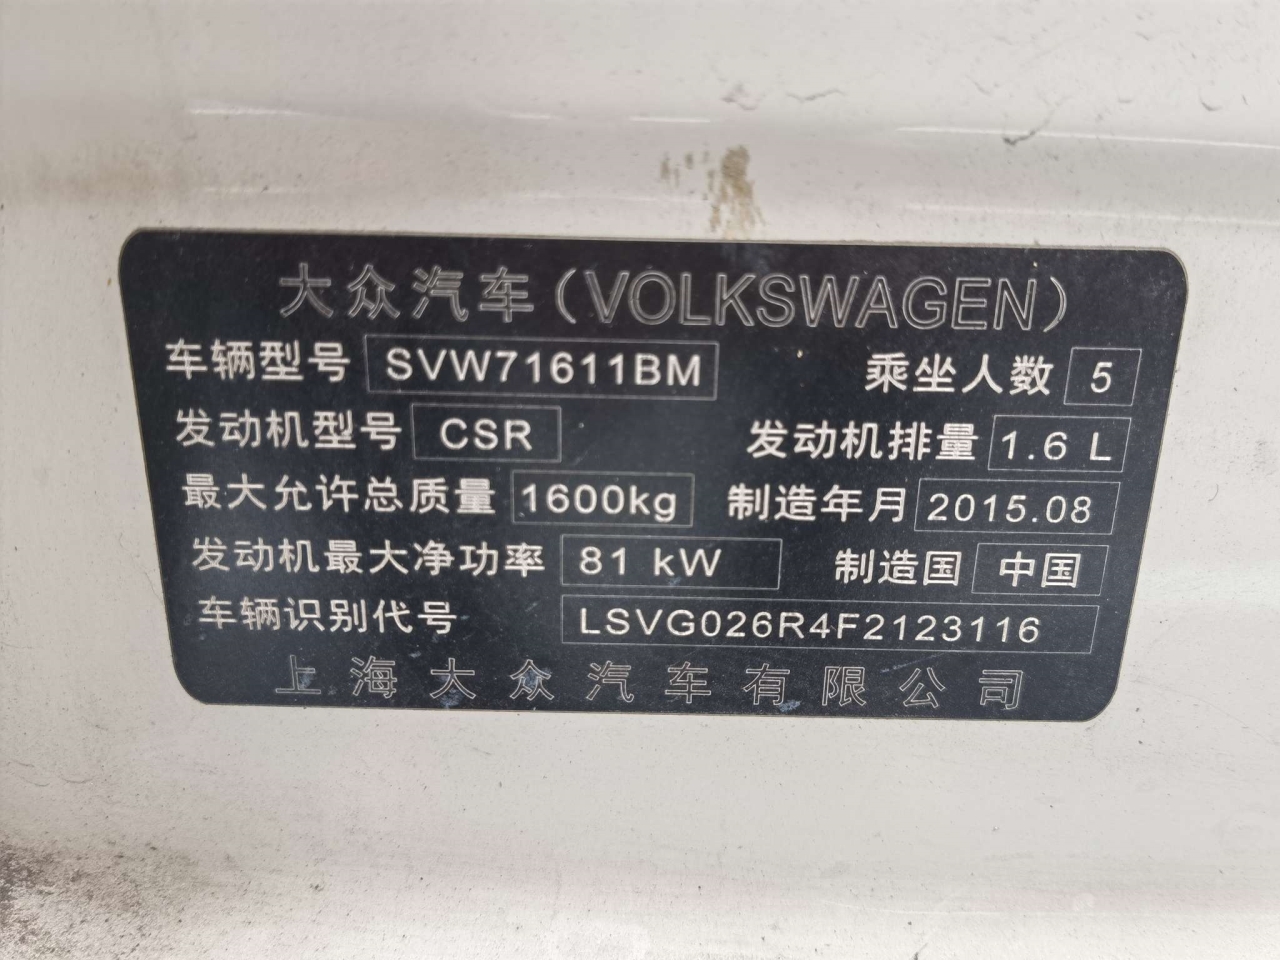 大众汽车(VOLKSWAGEN)
车辆型号 SVW71611BM 乘坐人数 5
发动机型号 CSR 发动机排量 1.6 L
最大允许总质量 1600kg 制造年月 2015.08
发动机最大净功率 81 kW 制造国 中国
车辆识别代号 LSVG026R4F2123116
上海大众汽车有限公司